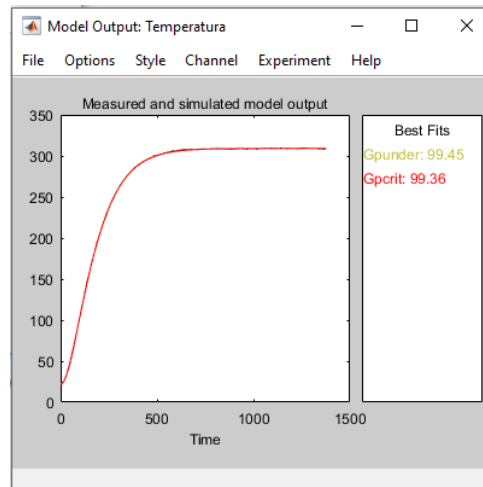 Model Output: Temperatura
File Options Style Channel Experiment Help
Measured and simulated model output
350
300
250
200
150
100
50
0
0 500 1000 1500
Time
Best Fits
Gpunder: 99.45
Gpcrit: 99.36